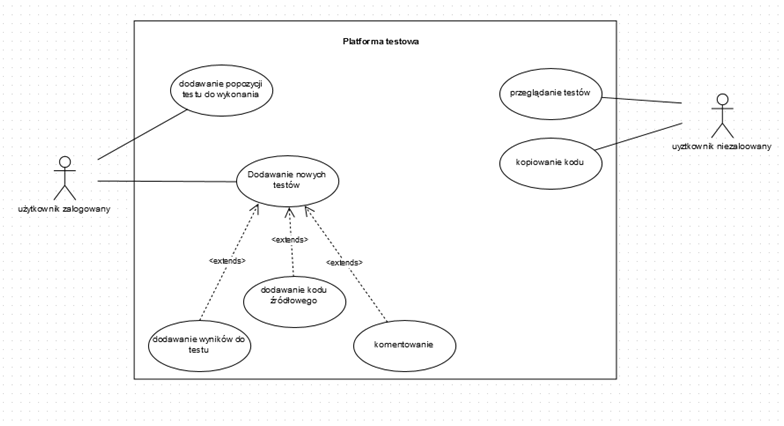 Platforma testowa
dodawanie popozycji
testu do wykonania
przeglądanie testów
uyztkownik niezaloowany
kopiowanie kodu
Dodawanie nowych
testów
użytkownik zalogowany
<extends>
<extends>
<extends>
dodawanie kodu
źródłowego
dodawanie wyników do
testu
komentowanie